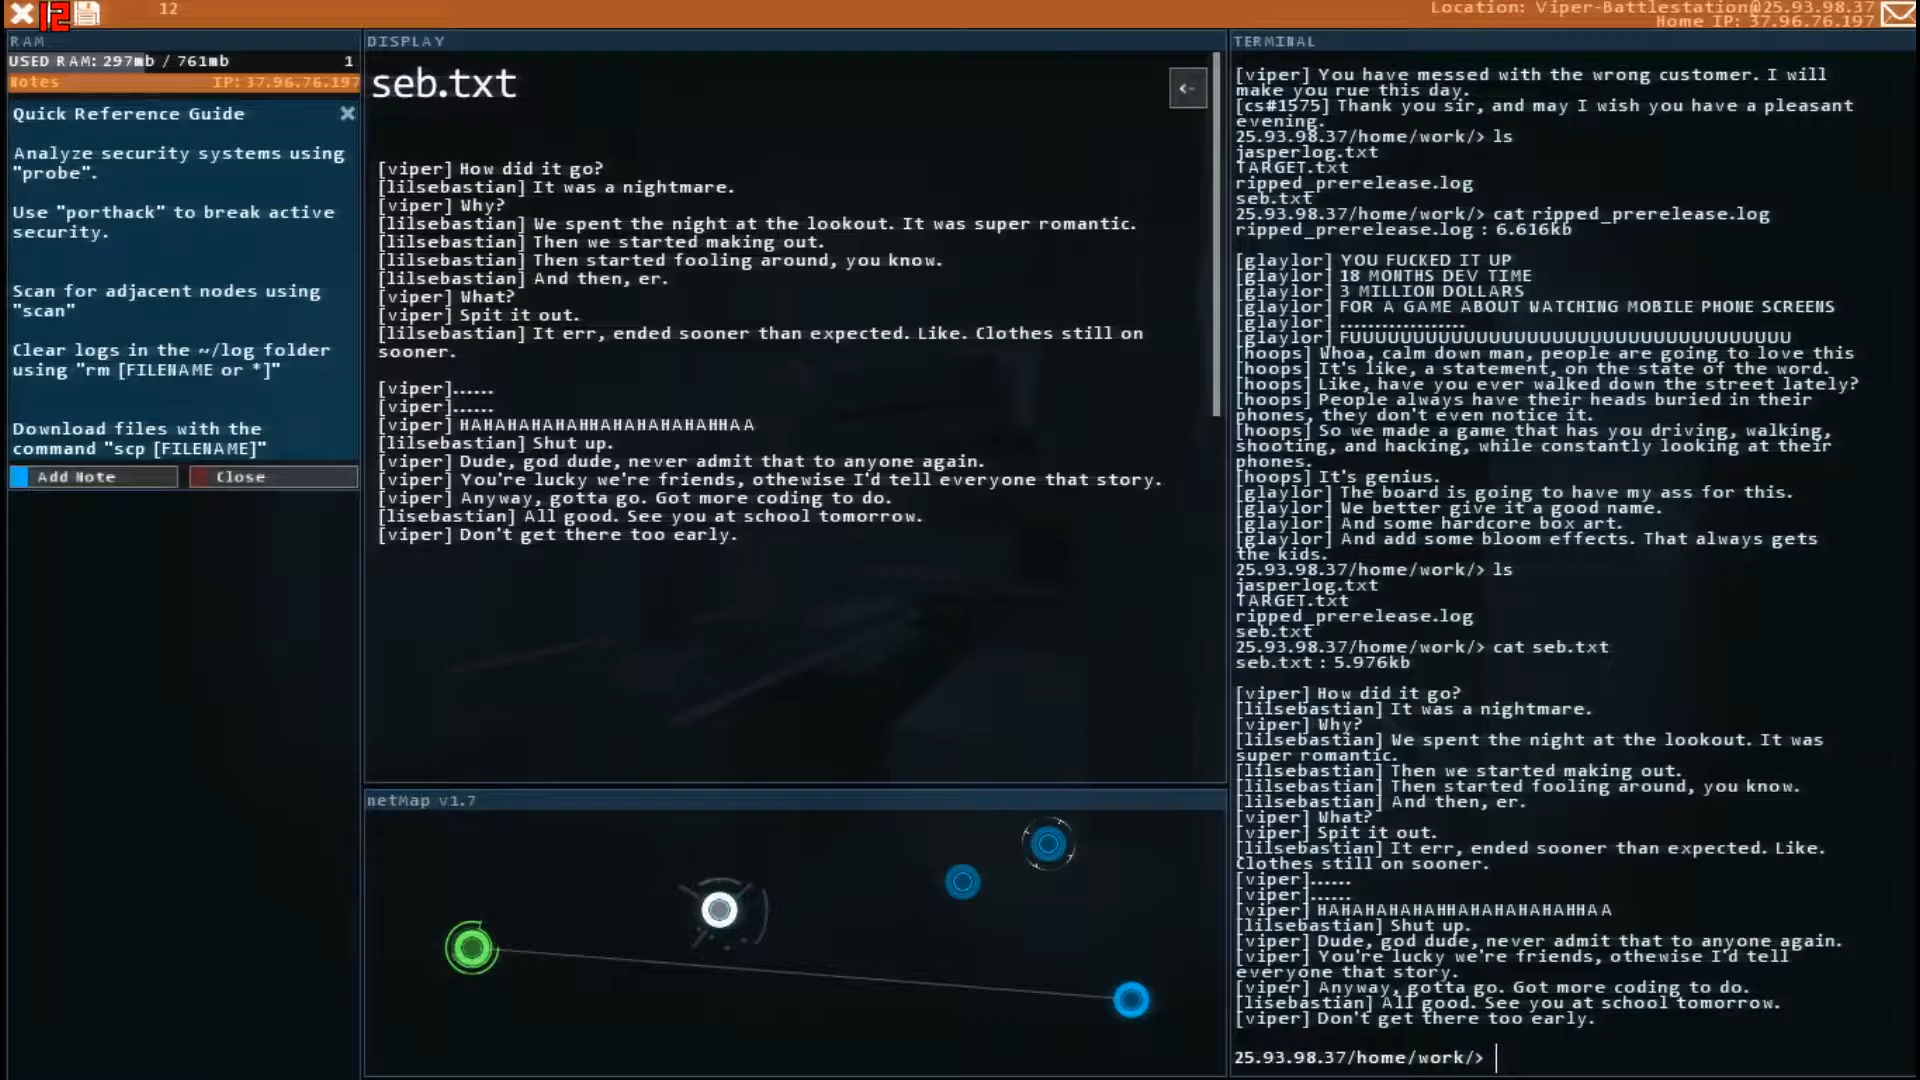 12
12
Location: Viper-Battlestation@25.93.98.37
Home IP: 37.96.76.197
RAM
USED RAM: 297mb / 761mb 1
Notes IP: 37.96.76.197
Quick Reference Guide
Analyze security systems using
"probe".
Use "porthack" to break active
security.
Scan for adjacent nodes using
"scan"
Clear logs in the ~/log folder
using "rm [FILENAME or *]"
Download files with the
command "scp [FILENAME]"
Add Note Close
DISPLAY
seb.txt
<-
[viper] How did it go?
[lilsebastian] It was a nightmare.
[viper] Why?
[lilsebastian] We spent the night at the lookout. It was super romantic.
[lilsebastian] Then we started making out.
[lilsebastian] Then started fooling around, you know.
[lilsebastian] And then, er.
[viper] What?
[viper] Spit it out.
[lilsebastian] It err, ended sooner than expected. Like. Clothes still on
sooner.
[viper]......
[viper]......
[viper] HAHAHAHAHAHHAHAHAHAHAHHAA
[lilsebastian] Shut up.
[viper] Dude, god dude, never admit that to anyone again.
[viper] You're lucky we're friends, othewise I'd tell everyone that story.
[viper] Anyway, gotta go. Got more coding to do.
[lisebastian] All good. See you at school tomorrow.
[viper] Don't get there too early.
netMap v1.7
TERMINAL
[viper] You have messed with the wrong customer. I will
make you rue this day.
[cs#1575] Thank you sir, and may I wish you have a pleasant
evening.
25.93.98.37/home/work/> ls
jasperlog.txt
TARGET.txt
ripped_prerelease.log
seb.txt
25.93.98.37/home/work/> cat ripped_prerelease.log
ripped_prerelease.log : 6.616kb
[glaylor] YOU FUCKED IT UP
[glaylor] 18 MONTHS DEV TIME
[glaylor] 3 MILLION DOLLARS
[glaylor] FOR A GAME ABOUT WATCHING MOBILE PHONE SCREENS
[glaylor] ..................
[glaylor] FUUUUUUUUUUUUUUUUUUUUUUUUUUUUUUUUUUU
[hoops] Whoa, calm down man, people are going to love this
[hoops] It's like, a statement, on the state of the word.
[hoops] Like, have you ever walked down the street lately?
[hoops] People always have their heads buried in their
phones, they don't even notice it.
[hoops] So we made a game that has you driving, walking,
shooting, and hacking, while constantly looking at their
phones.
[hoops] It's genius.
[glaylor] The board is going to have my ass for this.
[glaylor] We better give it a good name.
[glaylor] And some hardcore box art.
[glaylor] And add some bloom effects. That always gets
the kids.
25.93.98.37/home/work/> ls
jasperlog.txt
TARGET.txt
ripped_prerelease.log
seb.txt
25.93.98.37/home/work/> cat seb.txt
seb.txt : 5.976kb
[viper] How did it go?
[lilsebastian] It was a nightmare.
[viper] Why?
[lilsebastian] We spent the night at the lookout. It was
super romantic.
[lilsebastian] Then we started making out.
[lilsebastian] Then started fooling around, you know.
[lilsebastian] And then, er.
[viper] What?
[viper] Spit it out.
[lilsebastian] It err, ended sooner than expected. Like.
Clothes still on sooner.
[viper]......
[viper]......
[viper] HAHAHAHAHAHHAHAHAHAHAHHAA
[lilsebastian] Shut up.
[viper] Dude, god dude, never admit that to anyone again.
[viper] You're lucky we're friends, othewise I'd tell
everyone that story.
[viper] Anyway, gotta go. Got more coding to do.
[lisebastian] All good. See you at school tomorrow.
[viper] Don't get there too early.
25.93.98.37/home/work/>